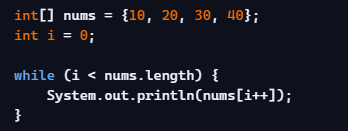 int[] nums = {10, 20, 30, 40};
int i = 0;

while (i < nums.length) {
    System.out.println(nums[i++]);
}